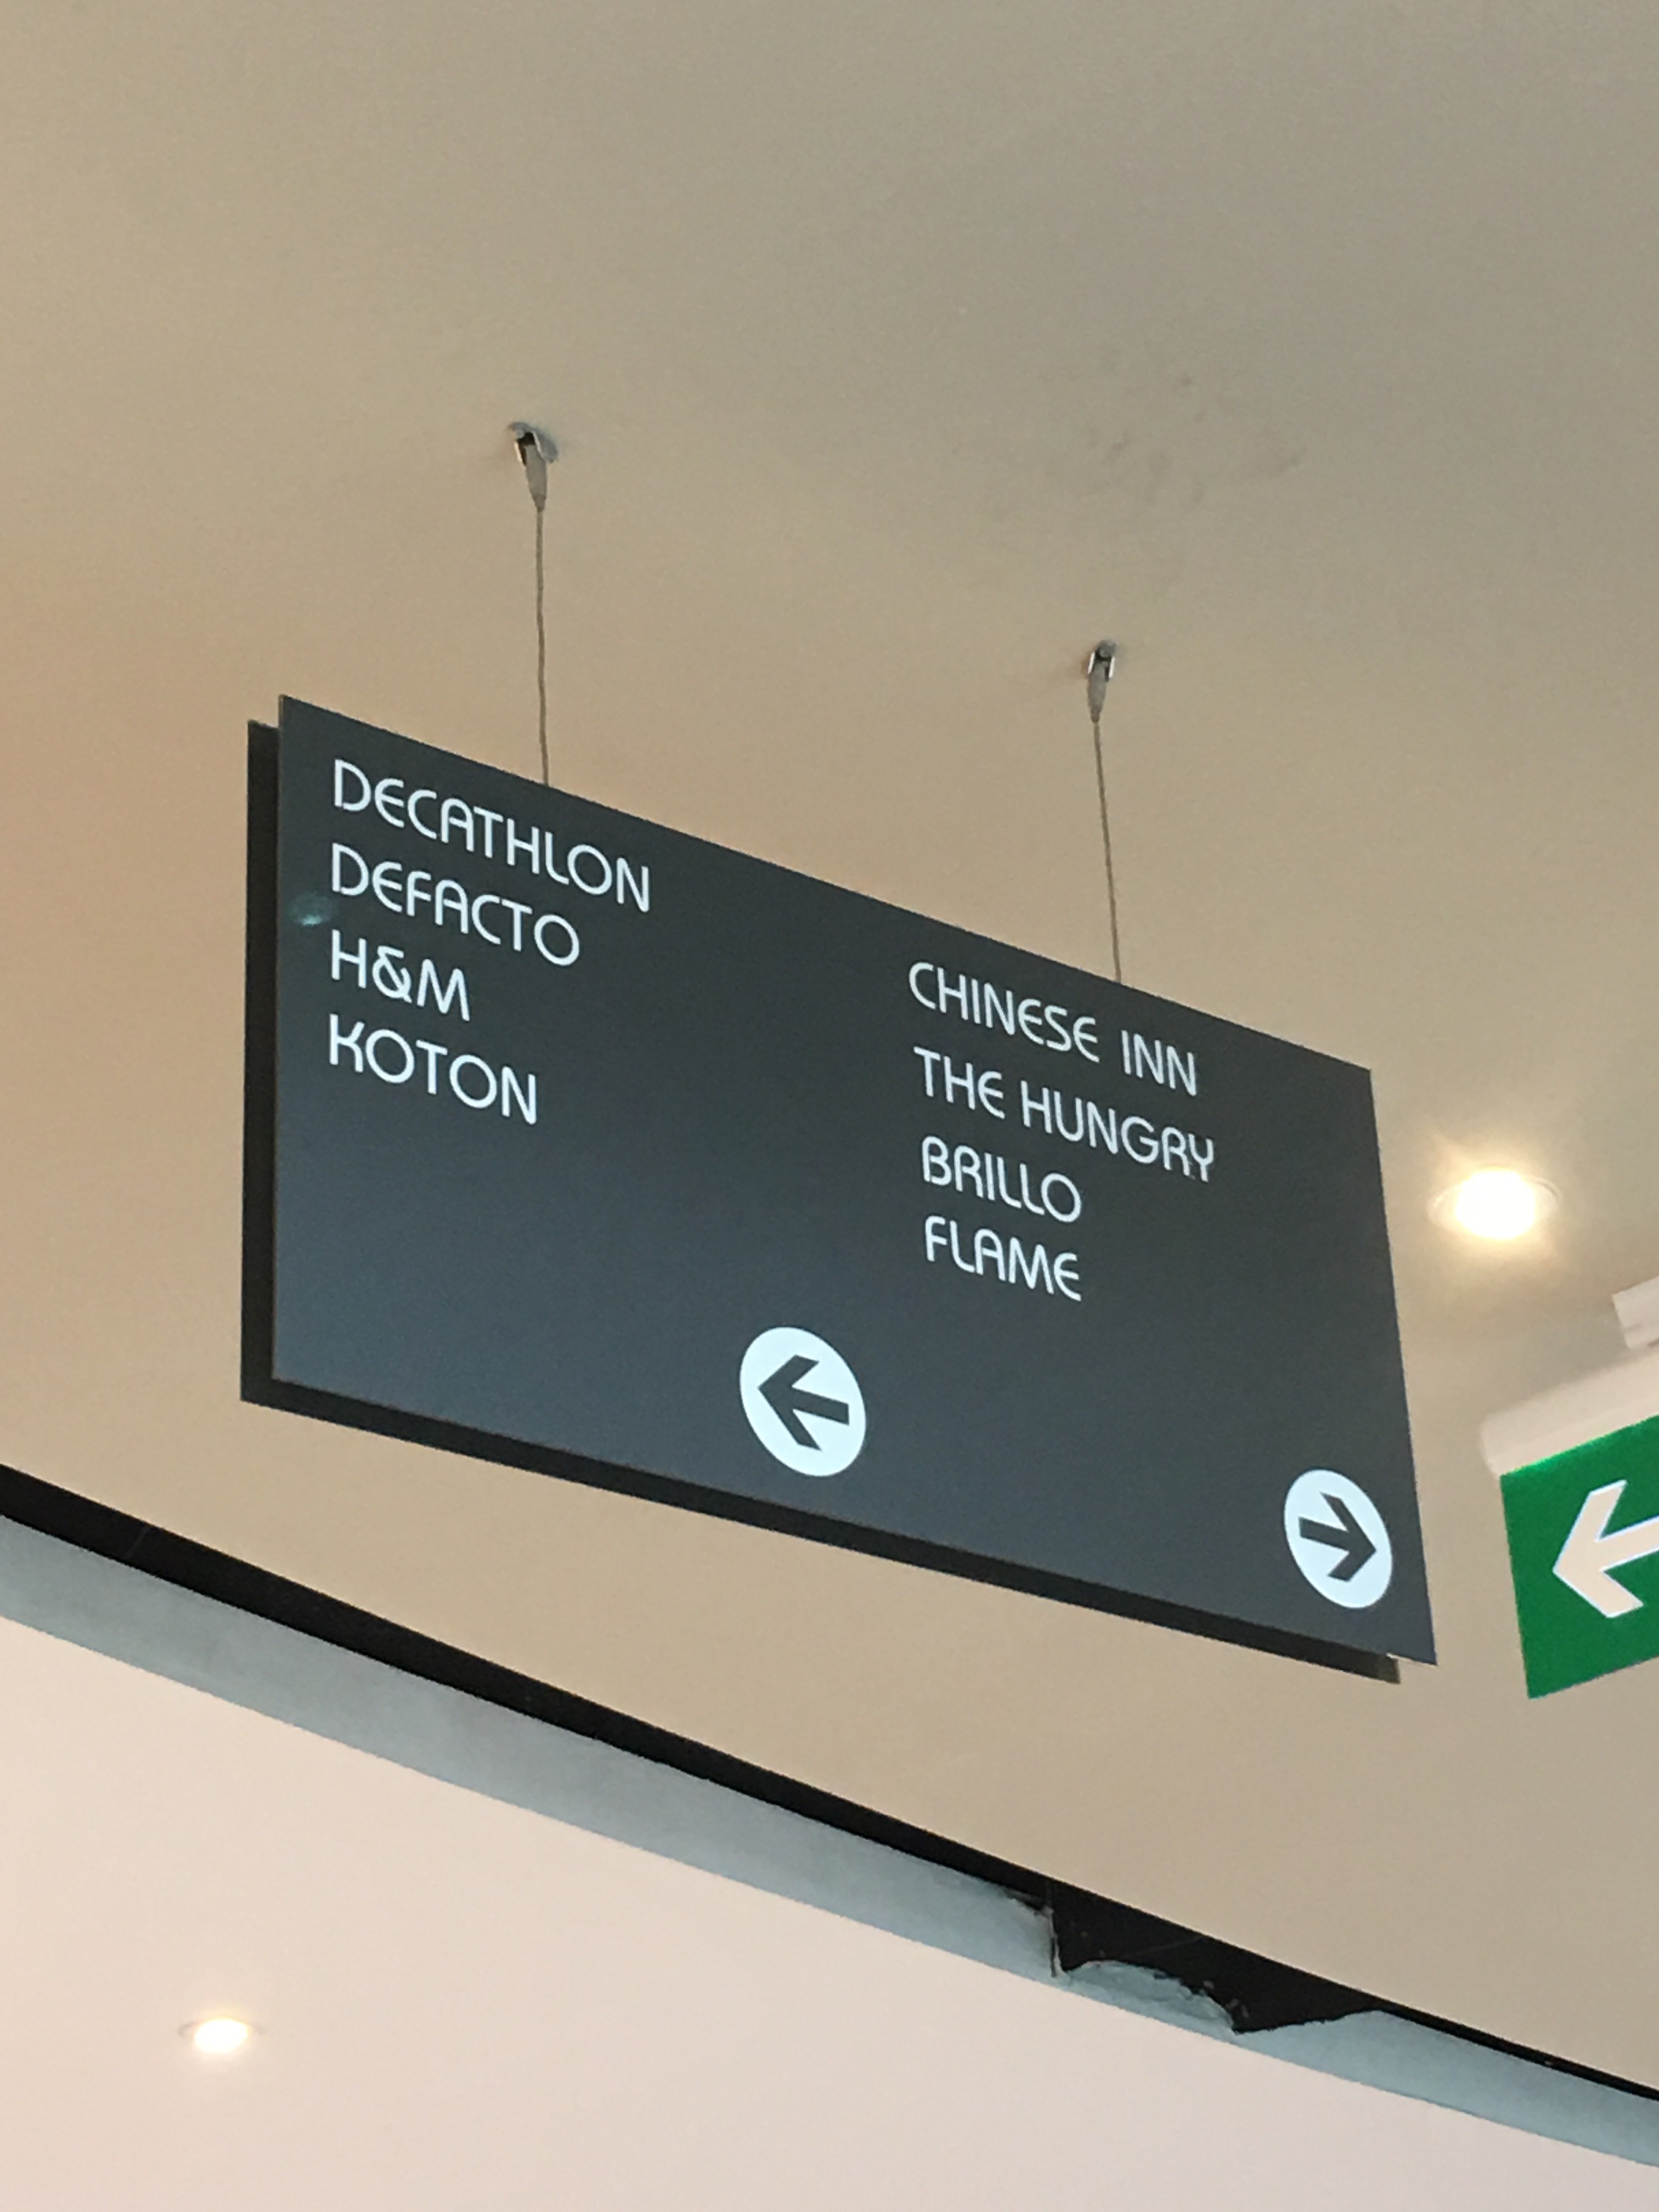 DECATHLON
DEFACTO
H&M
KOTON
CHINESE INN
THE HUNGRY
BRILLO
FLAME